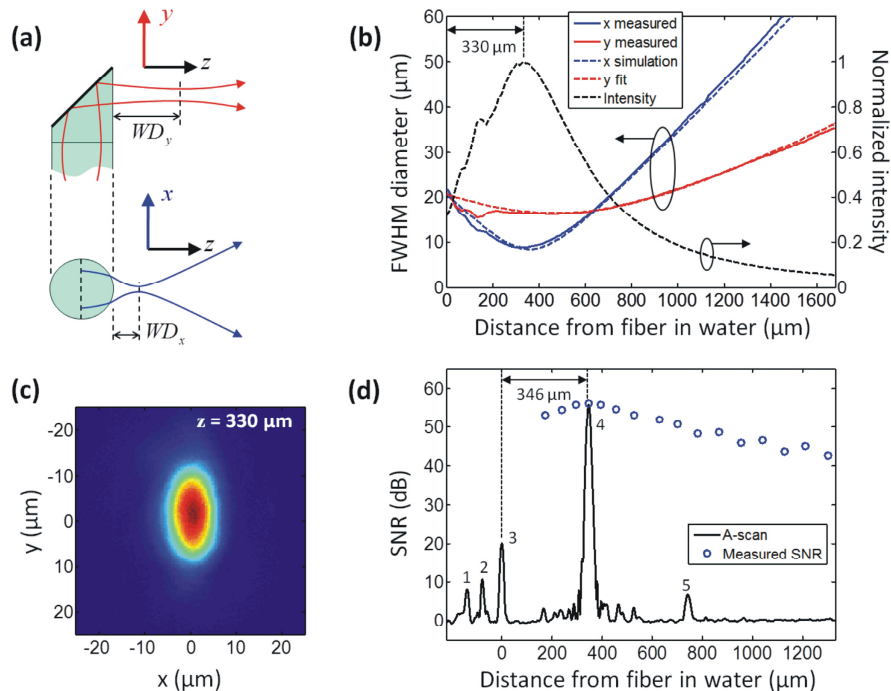 (a)
y
z
WD_y
x
z
WD_x
(b)
330 µm
x measured
y measured
x simulation
y fit
Intensity
60
50
40
30
20
10
0
FWHM diameter (µm)
1
0.8
0.6
0.4
0.2
0
Normalized intensity
0 200 400 600 800 1000 1200 1400 1600
Distance from fiber in water (µm)
(c)
z = 330 µm
-20
-10
0
10
20
y (µm)
-20 -10 0 10 20
x (µm)
(d)
346 µm
60
50
40
30
20
10
0
SNR (dB)
1
2
3
4
5
A-scan
Measured SNR
0 200 400 600 800 1000 1200
Distance from fiber in water (µm)